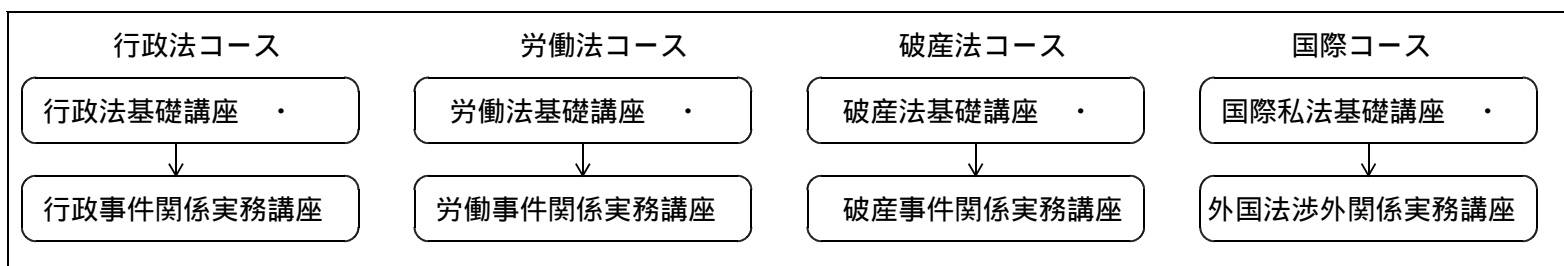 行政法コース　労働法コース　破産法コース　国際コース
行政法基礎講座　・　労働法基礎講座　・　破産法基礎講座　・　国際私法基礎講座　・
行政事件関係実務講座　労働事件関係実務講座　破産事件関係実務講座　外国法渉外関係実務講座